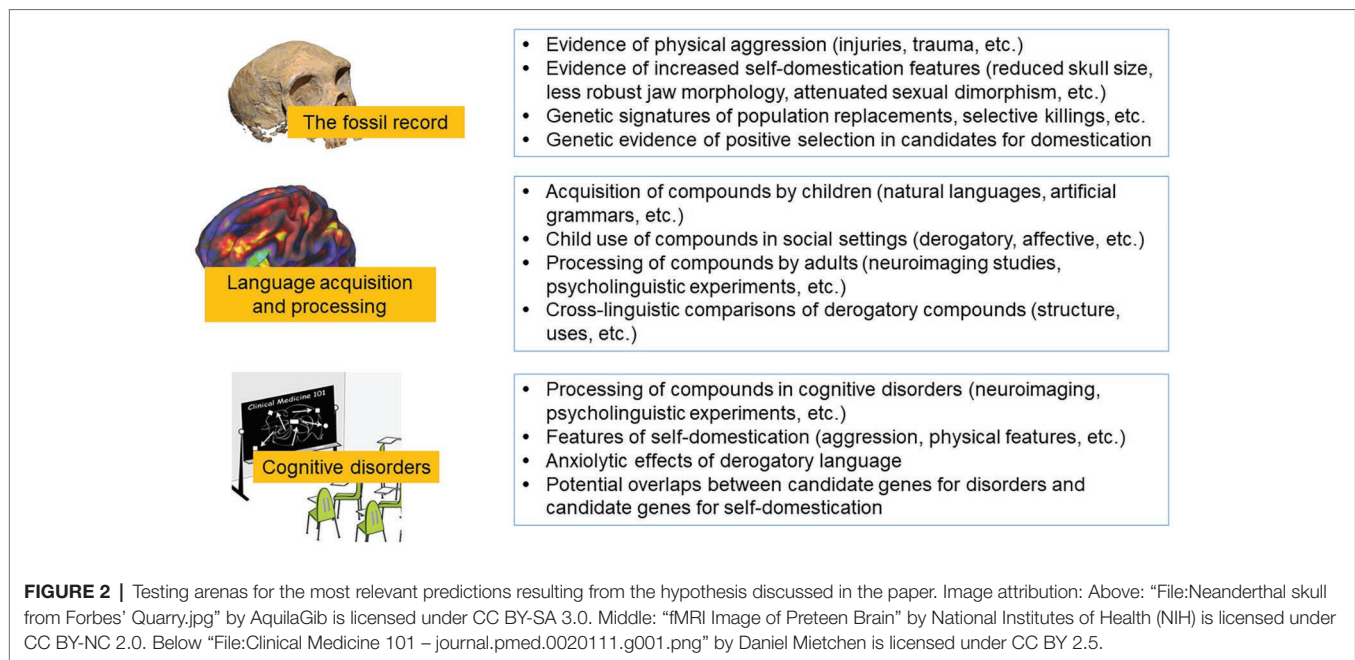 The fossil record
• Evidence of physical aggression (injuries, trauma, etc.)
• Evidence of increased self-domestication features (reduced skull size,
less robust jaw morphology, attenuated sexual dimorphism, etc.)
• Genetic signatures of population replacements, selective killings, etc.
• Genetic evidence of positive selection in candidates for domestication
Language acquisition
and processing
• Acquisition of compounds by children (natural languages, artificial
grammars, etc.)
• Child use of compounds in social settings (derogatory, affective, etc.)
• Processing of compounds by adults (neuroimaging studies,
psycholinguistic experiments, etc.)
• Cross-linguistic comparisons of derogatory compounds (structure,
uses, etc.)
Clinical Medicine 101
Cognitive disorders
• Processing of compounds in cognitive disorders (neuroimaging,
psycholinguistic experiments, etc.)
• Features of self-domestication (aggression, physical features, etc.)
• Anxiolytic effects of derogatory language
• Potential overlaps between candidate genes for disorders and
candidate genes for self-domestication
FIGURE 2 | Testing arenas for the most relevant predictions resulting from the hypothesis discussed in the paper. Image attribution: Above: “File:Neanderthal skull
from Forbes’ Quarry.jpg” by AquilaGib is licensed under CC BY-SA 3.0. Middle: “fMRI Image of Preteen Brain” by National Institutes of Health (NIH) is licensed under
CC BY-NC 2.0. Below “File:Clinical Medicine 101 – journal.pmed.0020111.g001.png” by Daniel Mietchen is licensed under CC BY 2.5.